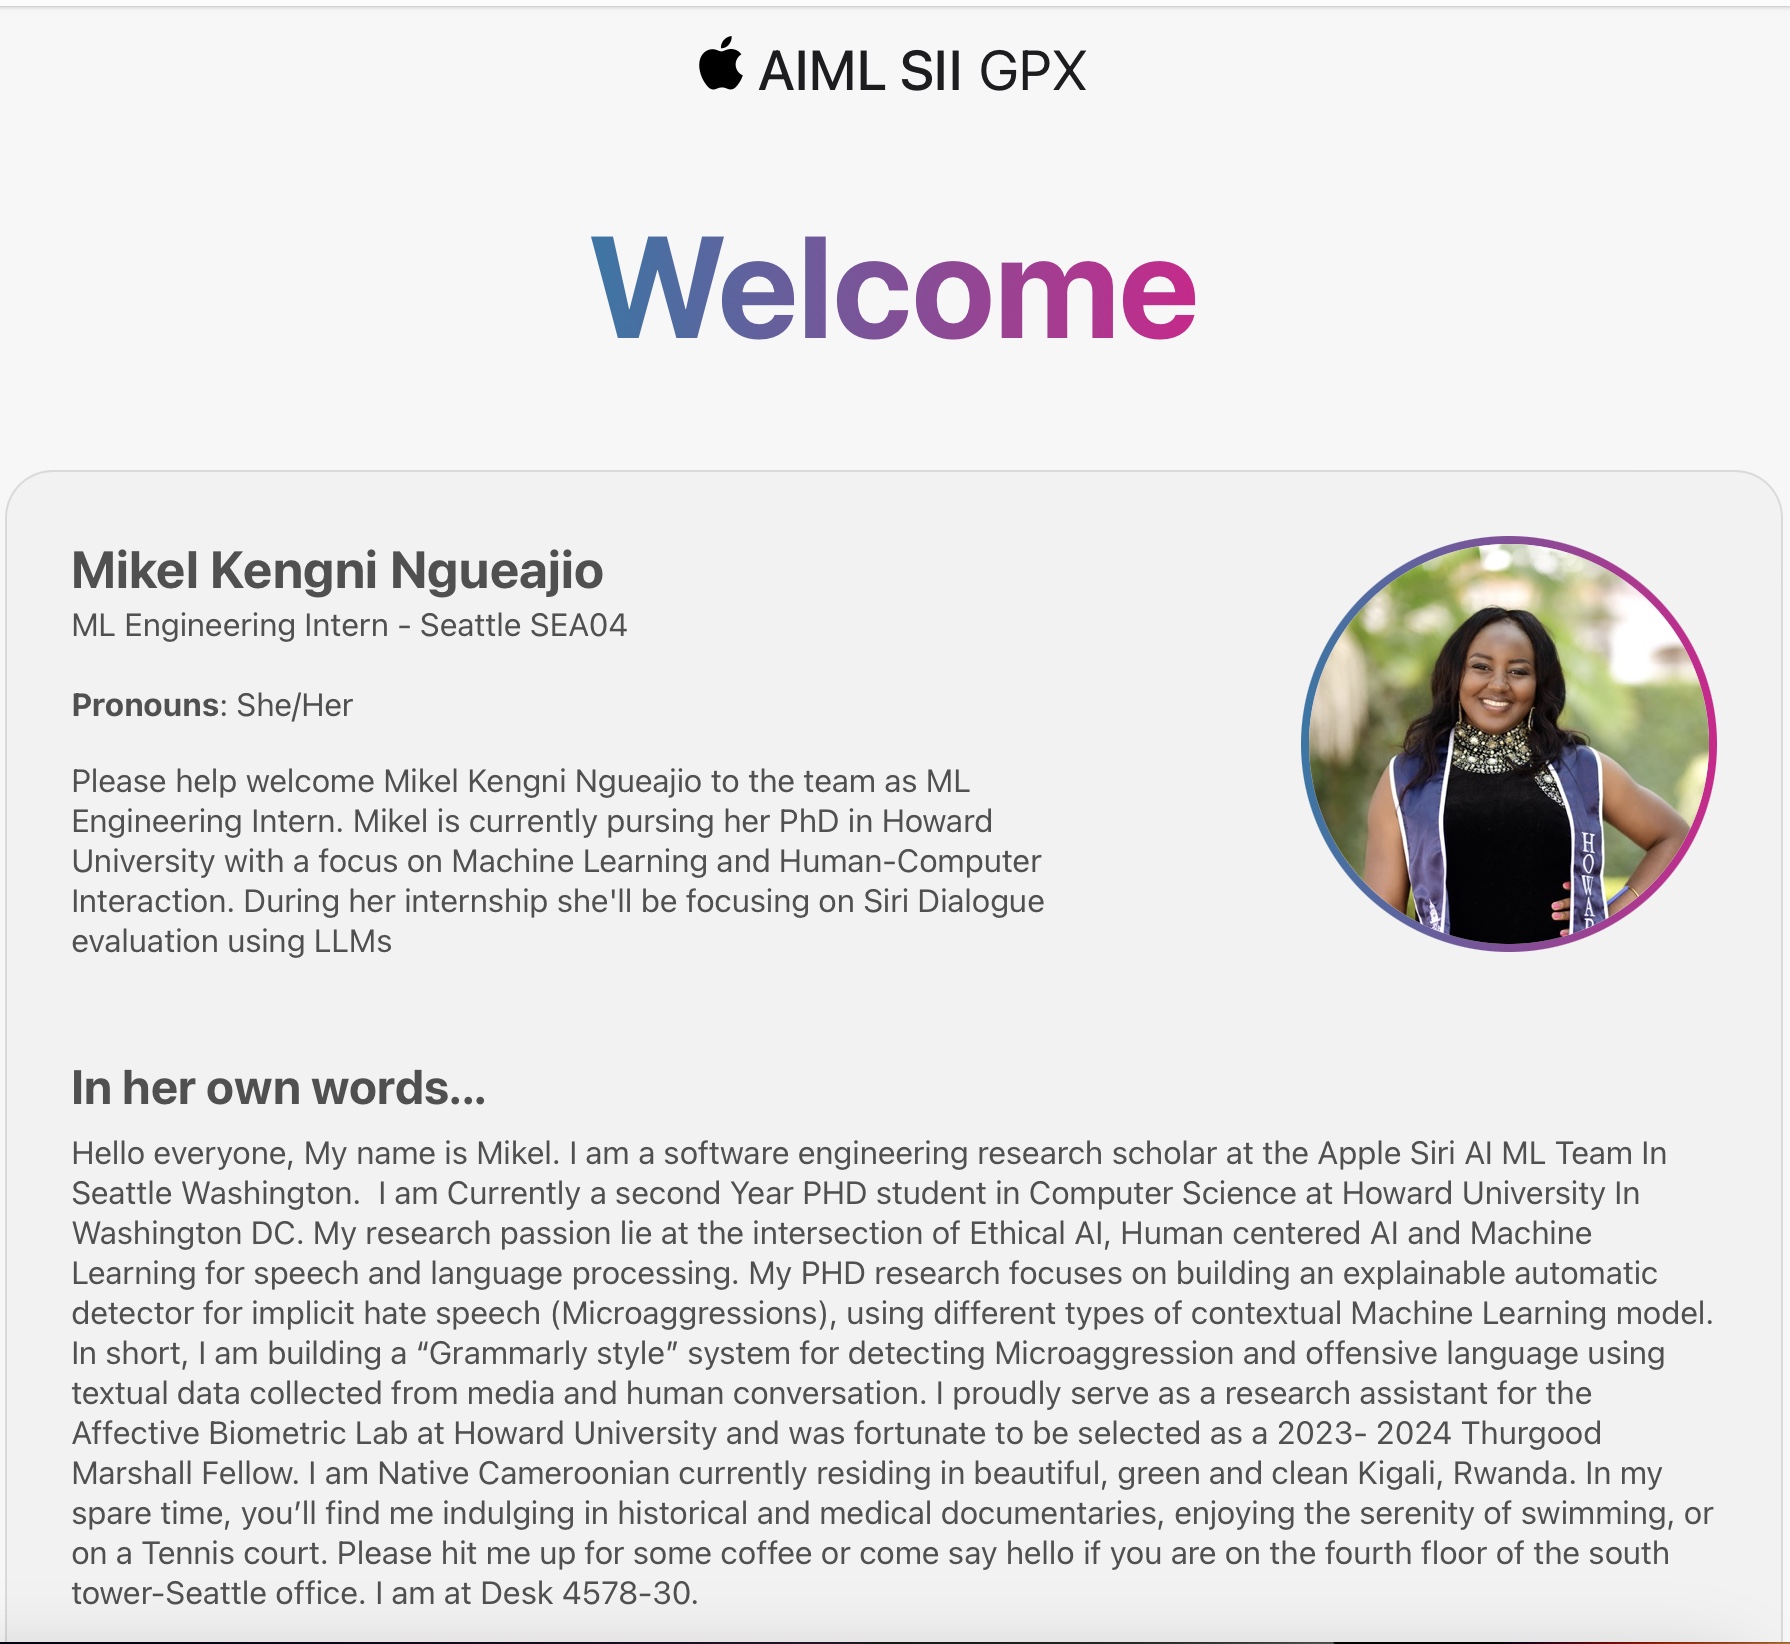 AIML SII GPX
Welcome
Mikel Kengni Ngueajio
ML Engineering Intern - Seattle SEA04
Pronouns: She/Her
Please help welcome Mikel Kengni Ngueajio to the team as ML
Engineering Intern. Mikel is currently pursing her PhD in Howard
University with a focus on Machine Learning and Human-Computer
Interaction. During her internship she'll be focusing on Siri Dialogue
evaluation using LLMs
HOWAR
In her own words...
Hello everyone, My name is Mikel. I am a software engineering research scholar at the Apple Siri AI ML Team In
Seattle Washington.  I am Currently a second Year PHD student in Computer Science at Howard University In
Washington DC. My research passion lie at the intersection of Ethical AI, Human centered AI and Machine
Learning for speech and language processing. My PHD research focuses on building an explainable automatic
detector for implicit hate speech (Microaggressions), using different types of contextual Machine Learning model.
In short, I am building a “Grammarly style” system for detecting Microaggression and offensive language using
textual data collected from media and human conversation. I proudly serve as a research assistant for the
Affective Biometric Lab at Howard University and was fortunate to be selected as a 2023- 2024 Thurgood
Marshall Fellow. I am Native Cameroonian currently residing in beautiful, green and clean Kigali, Rwanda. In my
spare time, you’ll find me indulging in historical and medical documentaries, enjoying the serenity of swimming, or
on a Tennis court. Please hit me up for some coffee or come say hello if you are on the fourth floor of the south
tower-Seattle office. I am at Desk 4578-30.